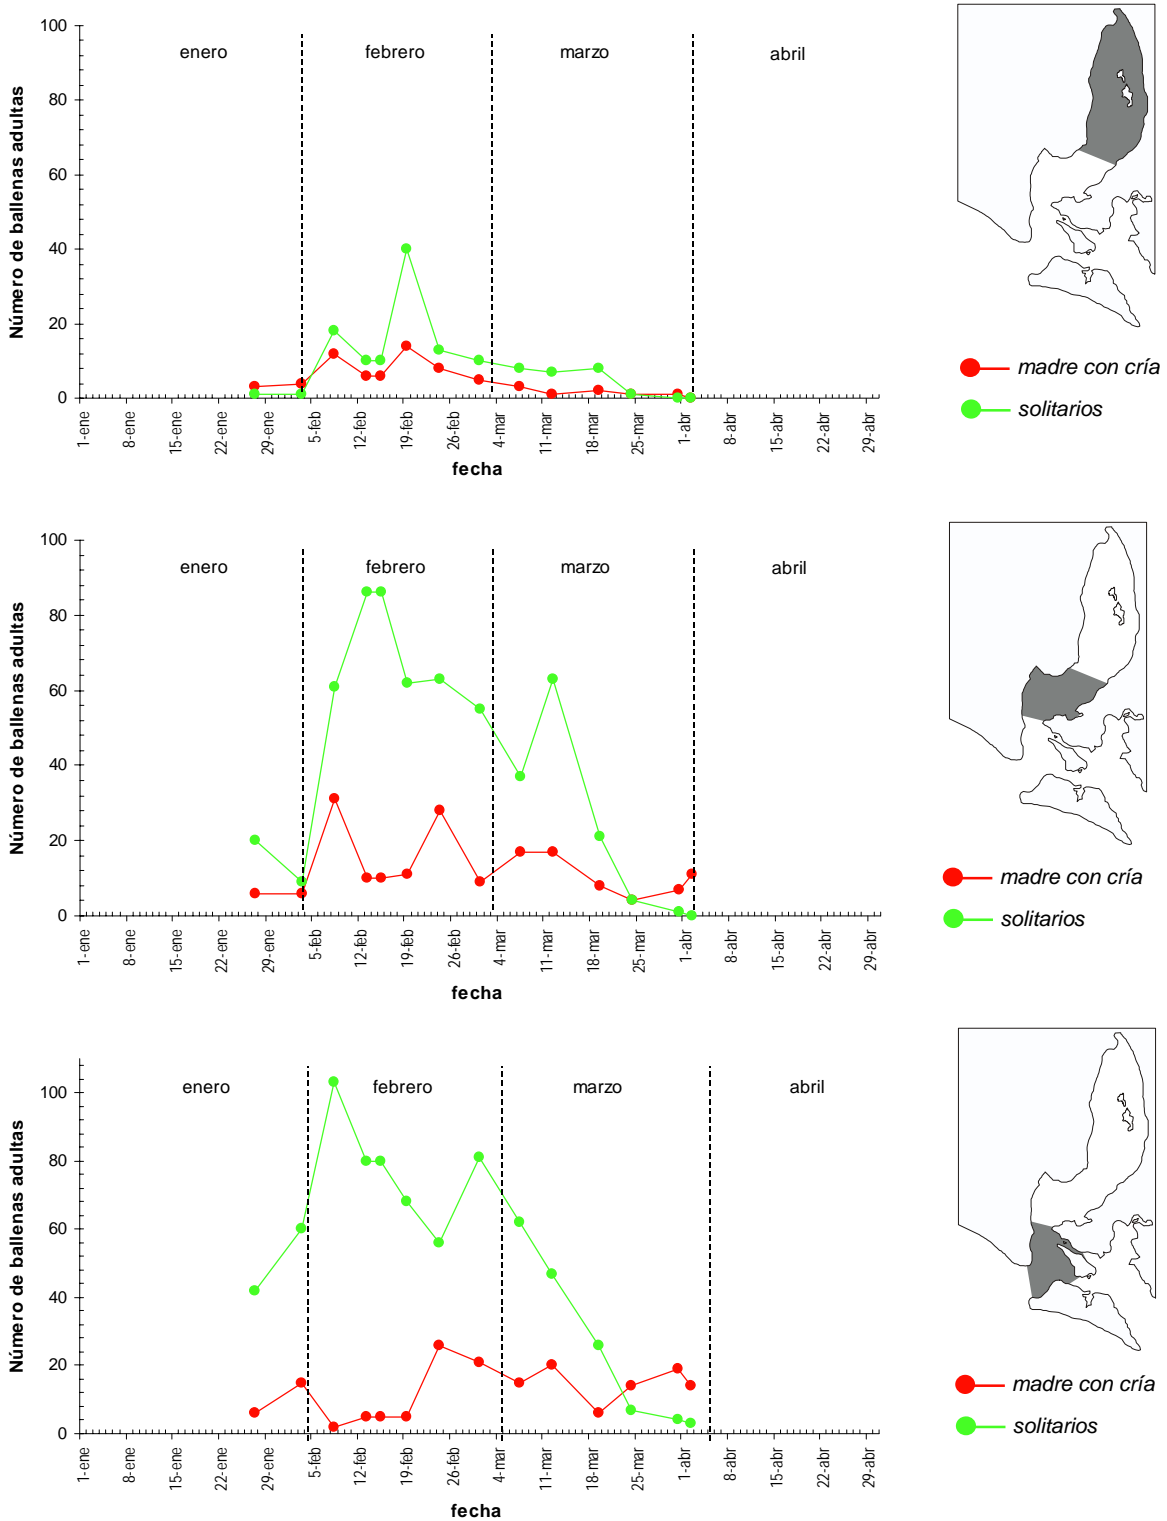 Número de ballenas adultas
100
80
60
40
20
0
enero
febrero
marzo
abril
1-ene
8-ene
15-ene
22-ene
29-ene
5-feb
12-feb
19-feb
26-feb
4-mar
11-mar
18-mar
25-mar
1-abr
8-abr
15-abr
22-abr
29-abr
fecha
madre con cría
solitarios
Número de ballenas adultas
100
80
60
40
20
0
enero
febrero
marzo
abril
1-ene
8-ene
15-ene
22-ene
29-ene
5-feb
12-feb
19-feb
26-feb
4-mar
11-mar
18-mar
25-mar
1-abr
8-abr
15-abr
22-abr
29-abr
fecha
madre con cría
solitarios
Número de ballenas adultas
100
80
60
40
20
0
enero
febrero
marzo
abril
1-ene
8-ene
15-ene
22-ene
29-ene
5-feb
12-feb
19-feb
26-feb
4-mar
11-mar
18-mar
25-mar
1-abr
8-abr
15-abr
22-abr
29-abr
fecha
madre con cría
solitarios